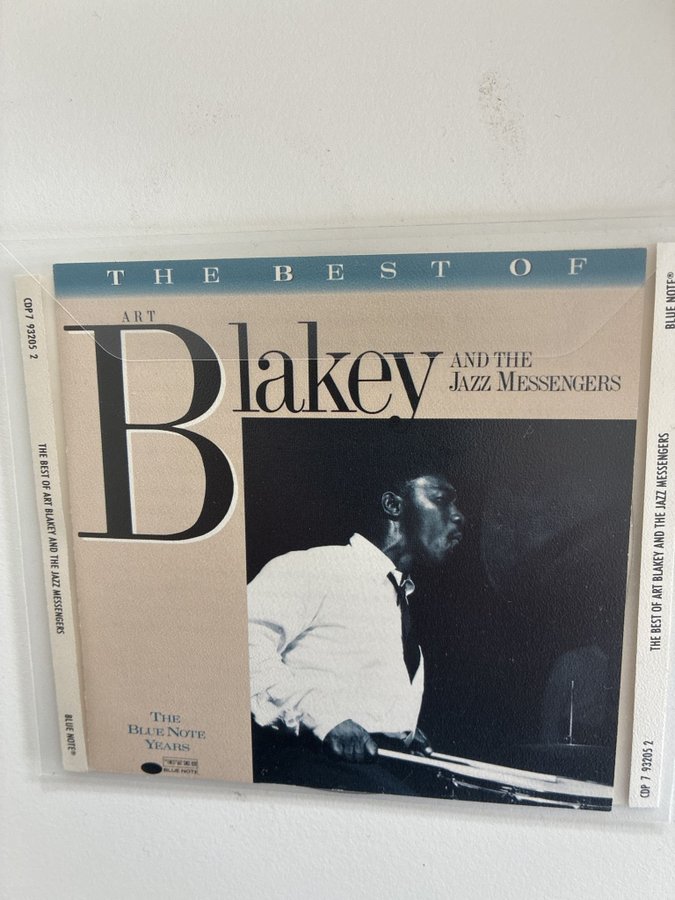 THE BEST OF
ART
Blakey
AND THE
JAZZ MESSENGERS
THE
BLUE NOTE
YEARS
BLUE NOTE
CDP 7 93205 2
THE BEST OF ART BLAKEY AND THE JAZZ MESSENGERS
BLUE NOTE®
BLUE NOTE®
THE BEST OF ART BLAKEY AND THE JAZZ MESSENGERS
CDP 7 93205 2